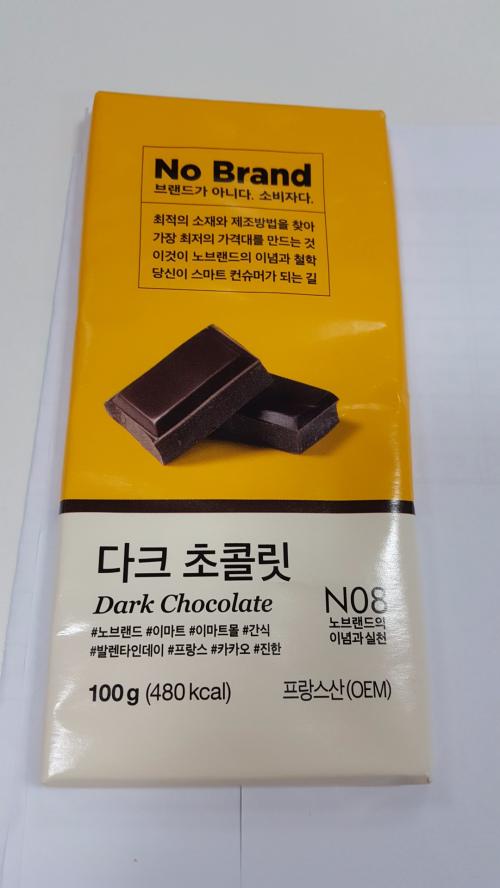 No Brand
브랜드가 아니다. 소비자다.
최적의 소재와 제조방법을 찾아
가장 최저의 가격대를 만드는 것
이것이 노브랜드의 이념과 철학
당신이 스마트 컨슈머가 되는 길
다크 초콜릿
Dark Chocolate
#노브랜드 #이마트 #이마트몰 #간식
#발렌타인데이 #프랑스 #카카오 #진한
N08
노브랜드의
이념과 실천
100 g (480 kcal)
프랑스산 (OEM)